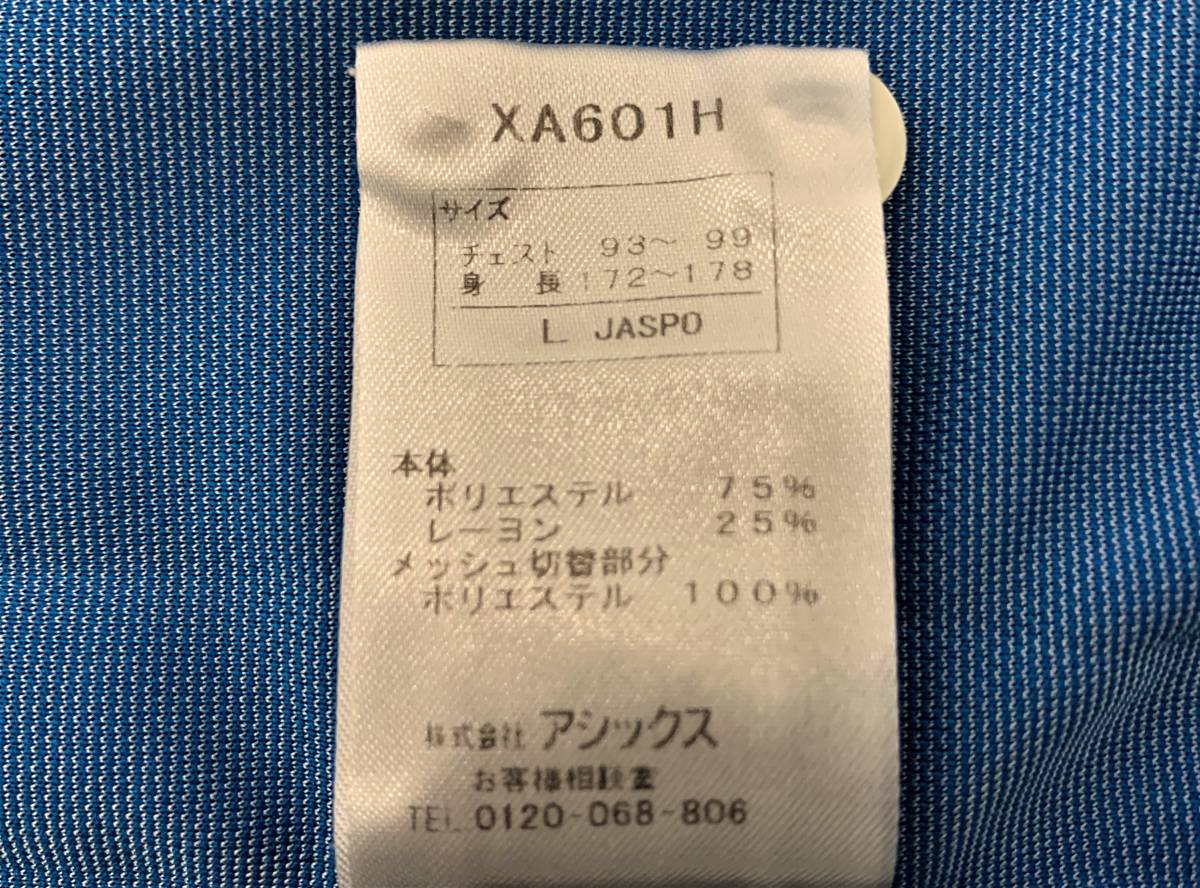 XA601H
サイズ
チェスト 93~ 99
身 長 172~178
L JASPO
本体
ポリエステル 75%
レーヨン 25%
メッシュ切替部分
ポリエステル 100%
株式会社 アシックス
お客様相談室
TEL.0120-068-806